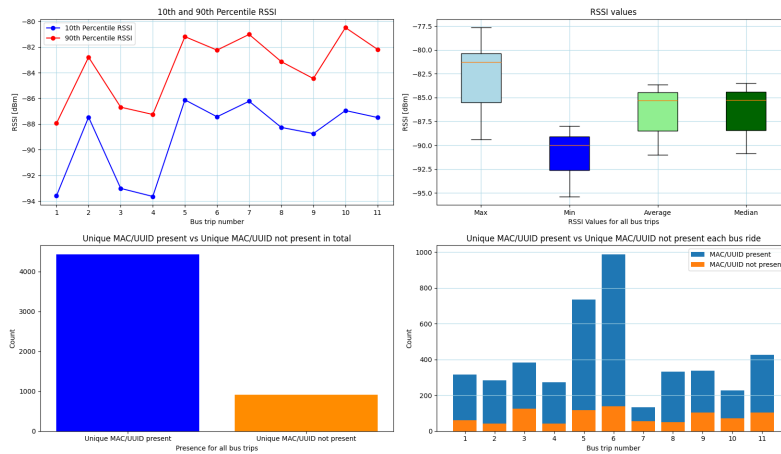 10th and 90th Percentile RSSI
10th Percentile RSSI
90th Percentile RSSI
−80
−82
−84
−86
−88
−90
−92
−94
RSSI [dBm]
1 2 3 4 5 6 7 8 9 10 11
Bus trip number
RSSI values
−77.5
−80.0
−82.5
−85.0
−87.5
−90.0
−92.5
−95.0
RSSI [dBm]
Max Min Average Median
RSSI Values for all bus trips
Unique MAC/UUID present vs Unique MAC/UUID not present in total
4000
3000
2000
1000
0
Count
Unique MAC/UUID present Unique MAC/UUID not present
Presence for all bus trips
Unique MAC/UUID present vs Unique MAC/UUID not present each bus ride
MAC/UUID present
MAC/UUID not present
1000
800
600
400
200
0
Count
1 2 3 4 5 6 7 8 9 10 11
Bus trip number